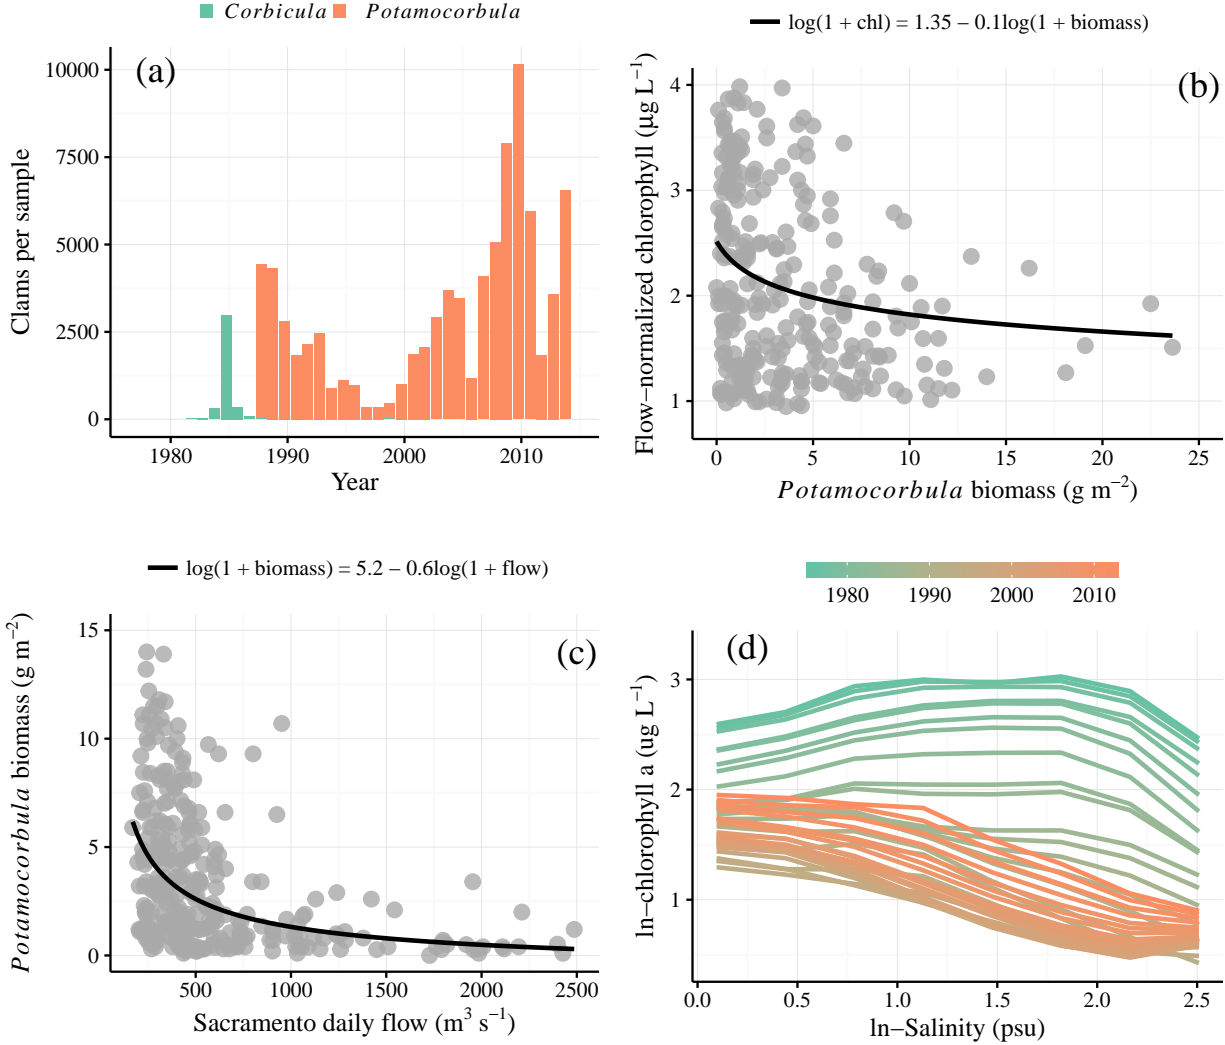 Corbicula Potamocorbula
(a)
Clams per sample
10000
7500
5000
2500
0
1980 1990 2000 2010
Year
log(1 + chl) = 1.35 − 0.1log(1 + biomass)
(b)
Flow−normalized chlorophyll (μg L⁻¹)
4
3
2
1
0 5 10 15 20 25
Potamocorbula biomass (g m⁻²)
log(1 + biomass) = 5.2 − 0.6log(1 + flow)
(c)
Potamocorbula biomass (g m⁻²)
15
10
5
0
500 1000 1500 2000 2500
Sacramento daily flow (m³ s⁻¹)
1980 1990 2000 2010
(d)
ln−chlorophyll a (ug L⁻¹)
3
2
1
0.0 0.5 1.0 1.5 2.0 2.5
ln−Salinity (psu)